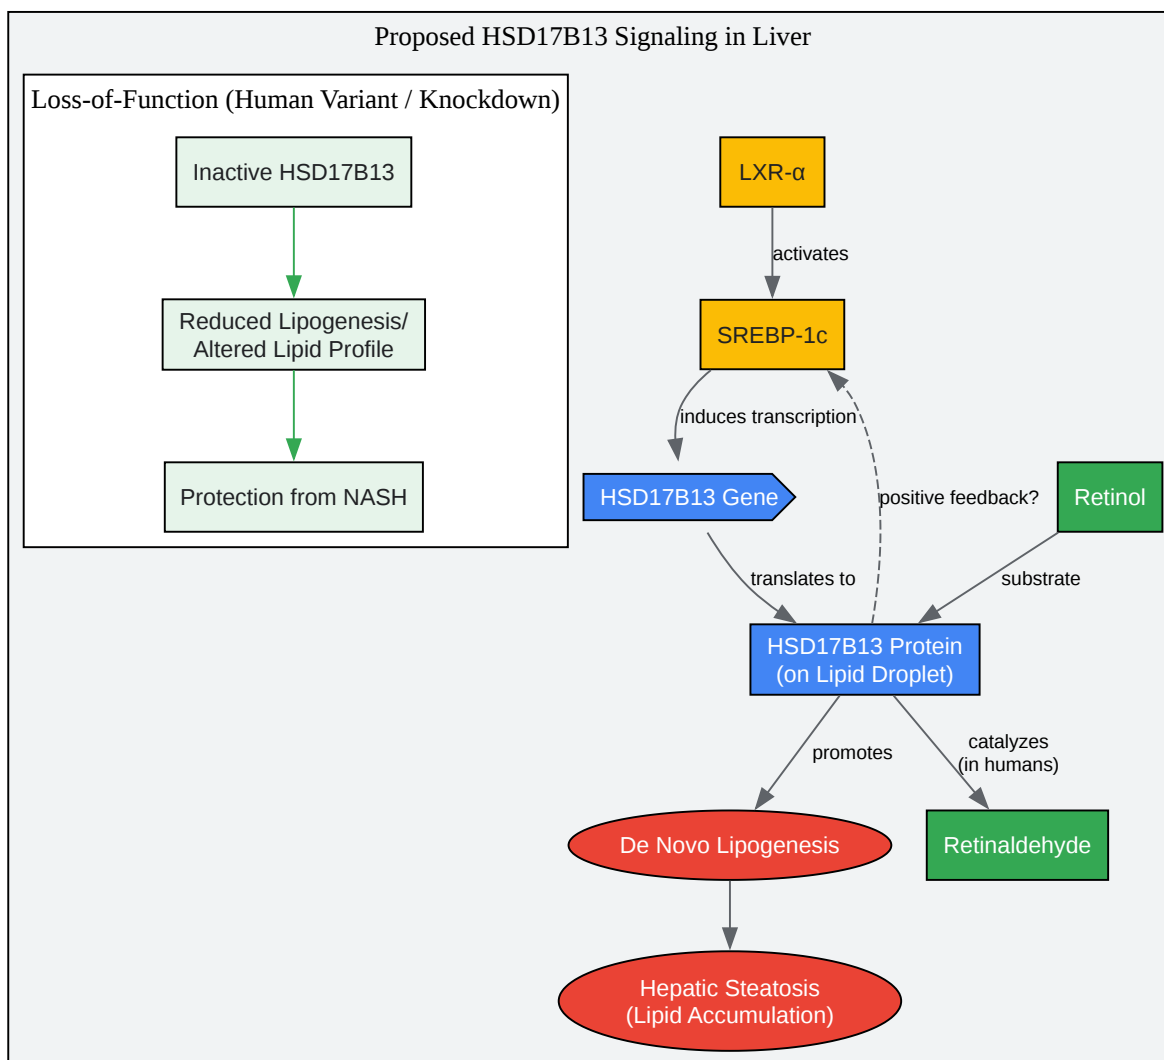 Proposed HSD17B13 Signaling in Liver
Loss-of-Function (Human Variant / Knockdown)
Inactive HSD17B13
Reduced Lipogenesis/
Altered Lipid Profile
Protection from NASH
LXR-α
activates
SREBP-1c
induces transcription
HSD17B13 Gene
positive feedback?
Retinol
translates to
substrate
HSD17B13 Protein
(on Lipid Droplet)
promotes
catalyzes
(in humans)
De Novo Lipogenesis
Retinaldehyde
Hepatic Steatosis
(Lipid Accumulation)